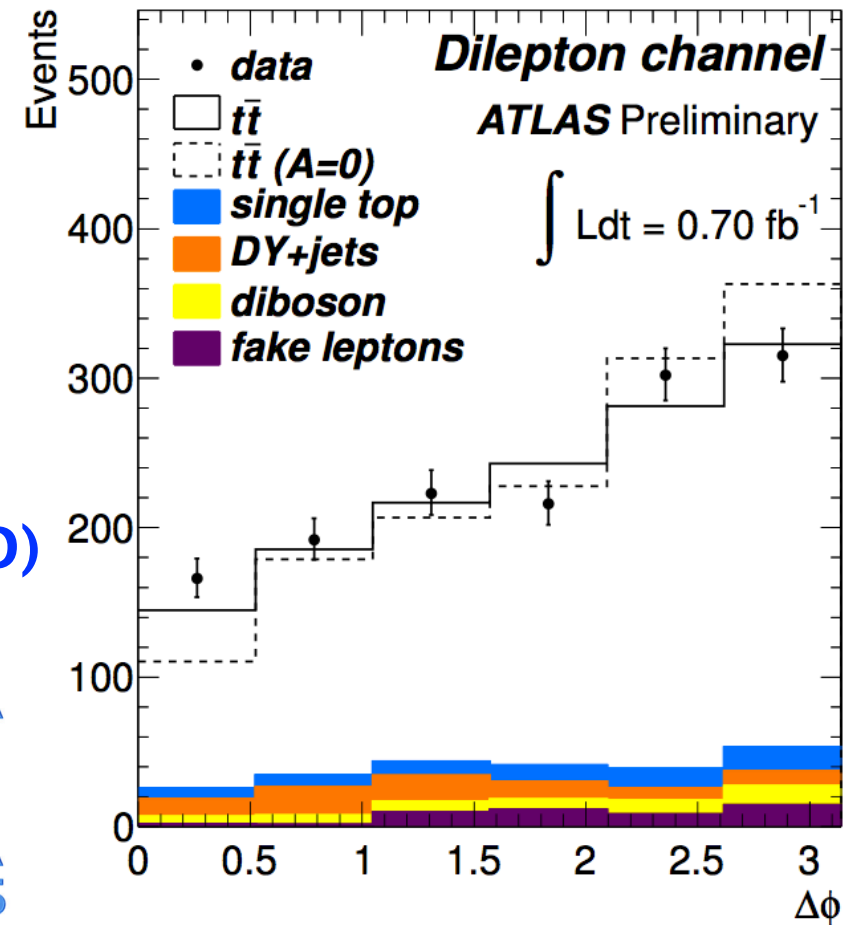 Events
500
400
300
200
100
0
data
tt̄
tt̄ (A=0)
single top
DY+jets
diboson
fake leptons
Dilepton channel
ATLAS Preliminary
∫ Ldt = 0.70 fb⁻¹
0 0.5 1 1.5 2 2.5 3
Δϕ